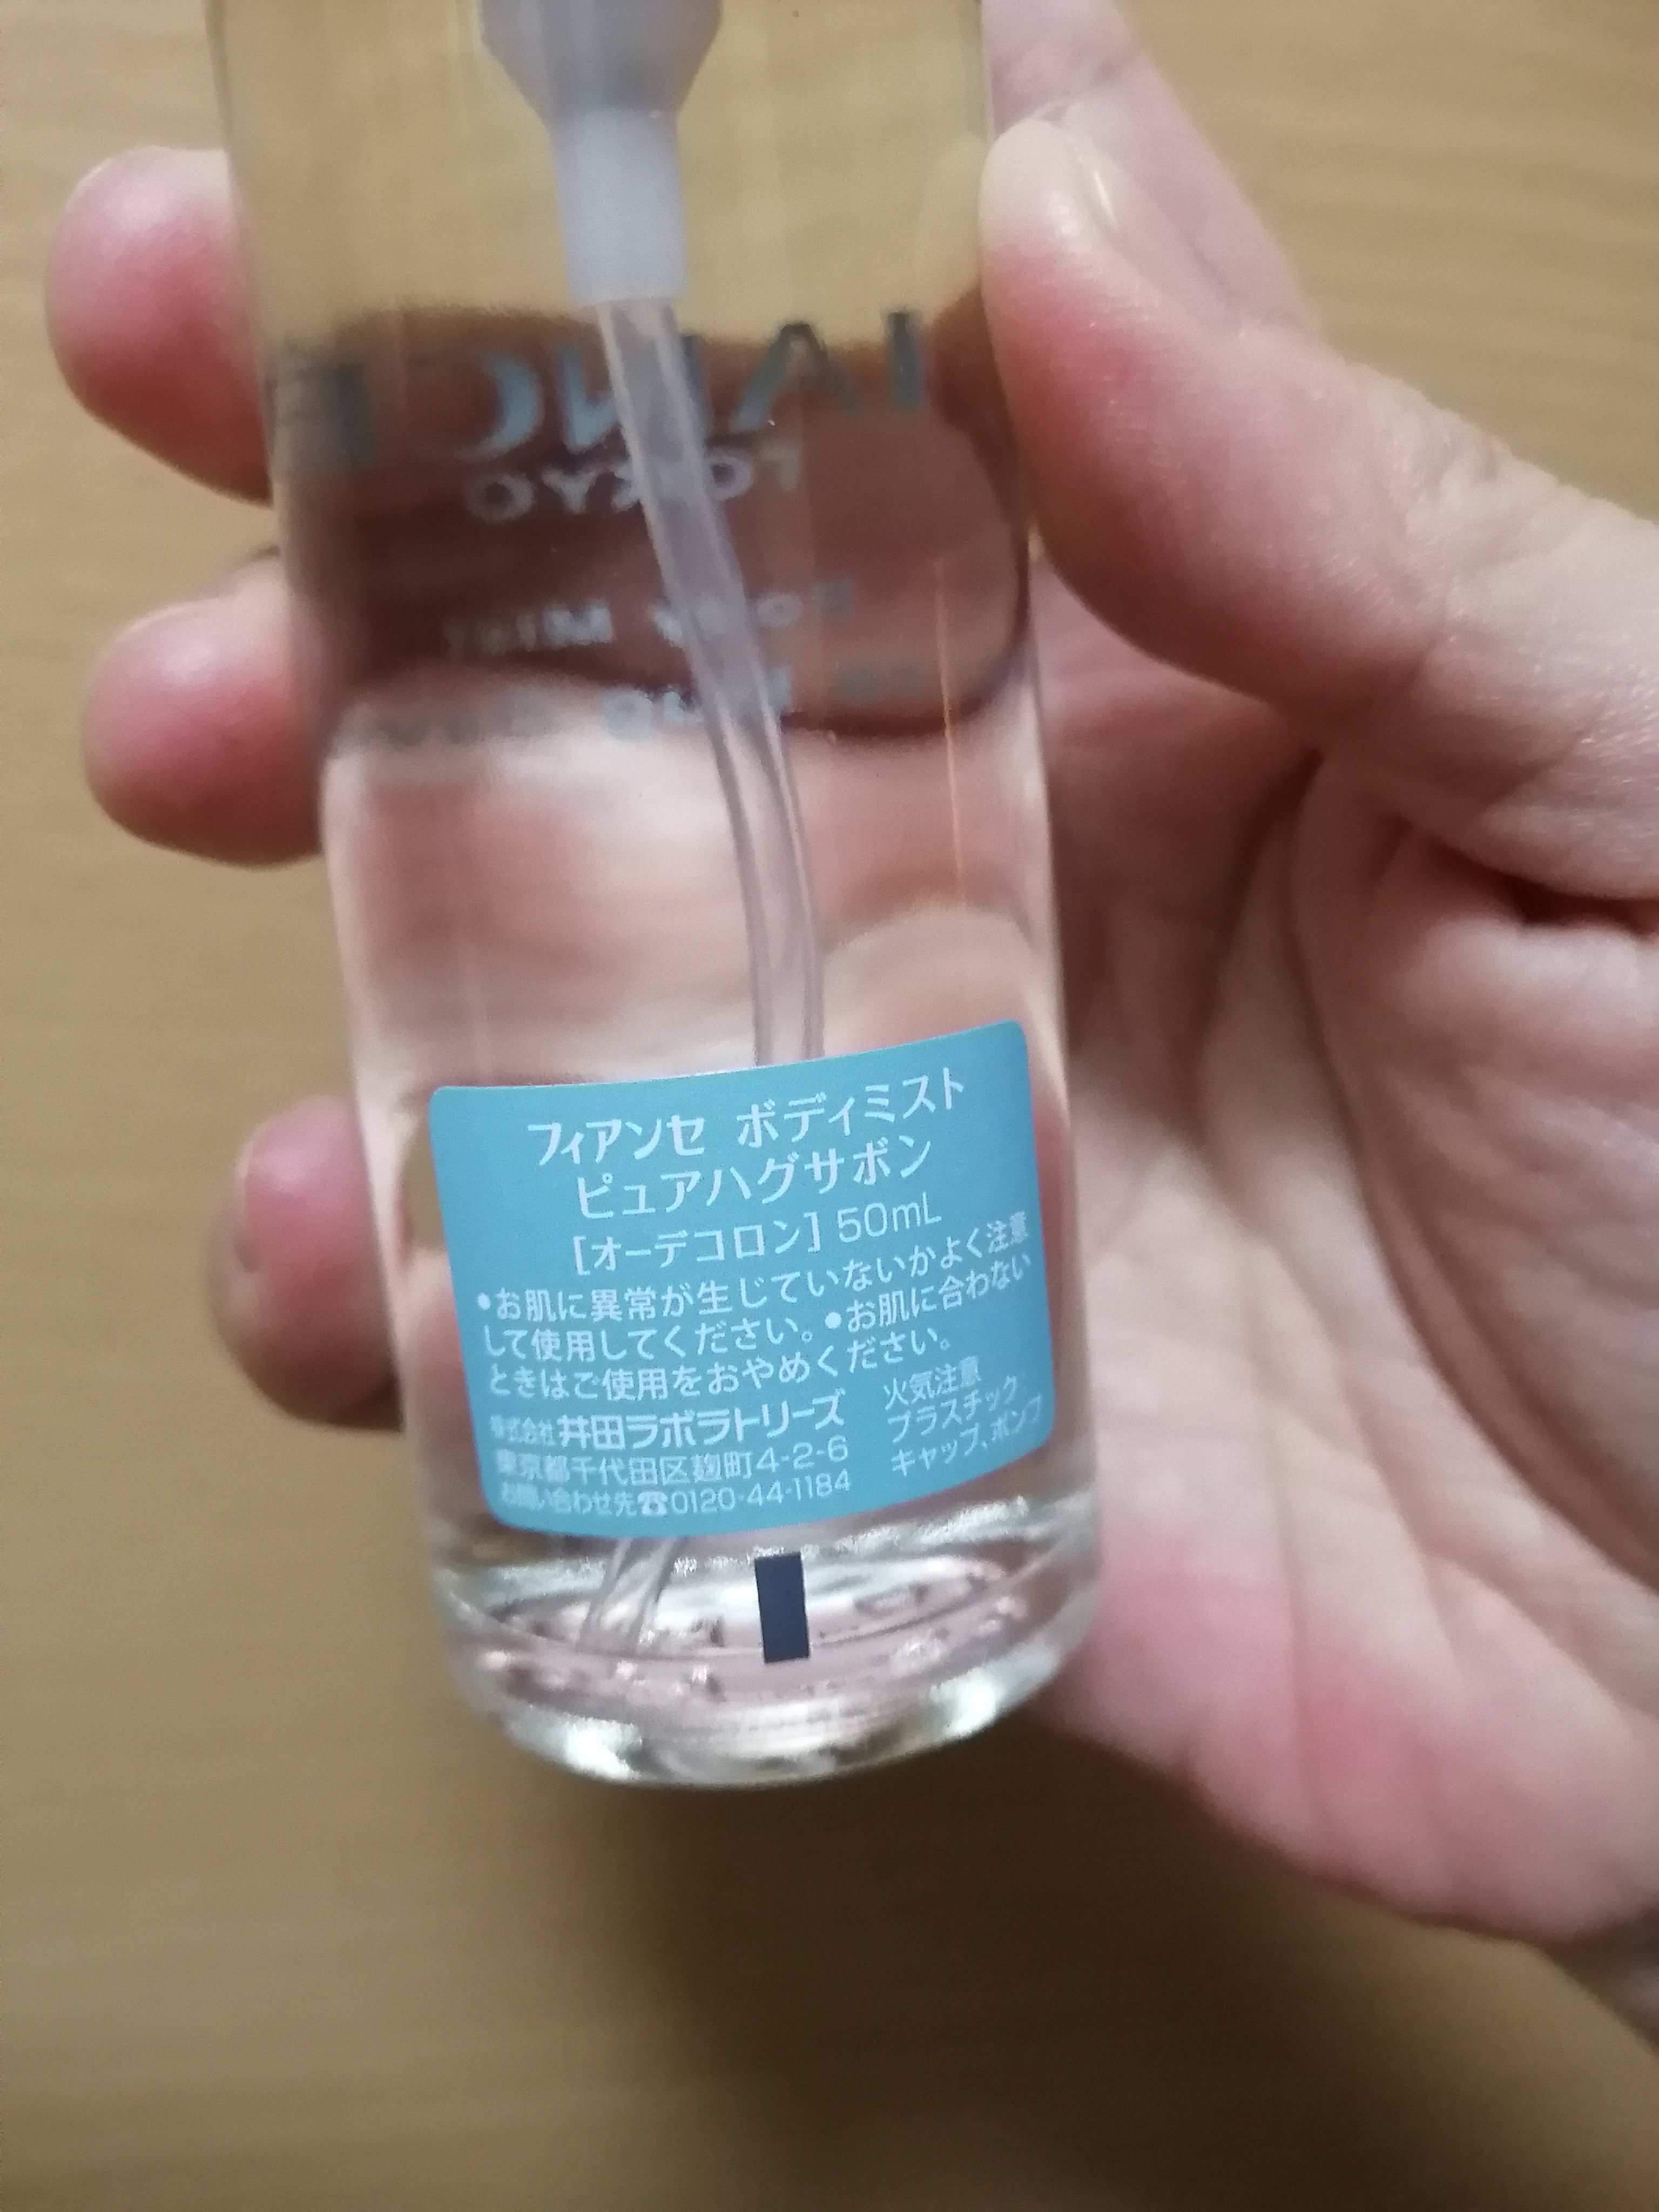 TOKYO
BODY MIST
フィアンセ ボディミスト
ピュアハグサボン
[オーデコロン] 50mL
•お肌に異常が生じていないかよく注意
して使用してください。•お肌に合わない
ときはご使用をおやめください。
株式会社 井田ラボラトリーズ
東京都千代田区麹町4-2-6
お問い合わせ先☎0120-44-1184
火気注意
プラスチック:
キャップ、ポンプ